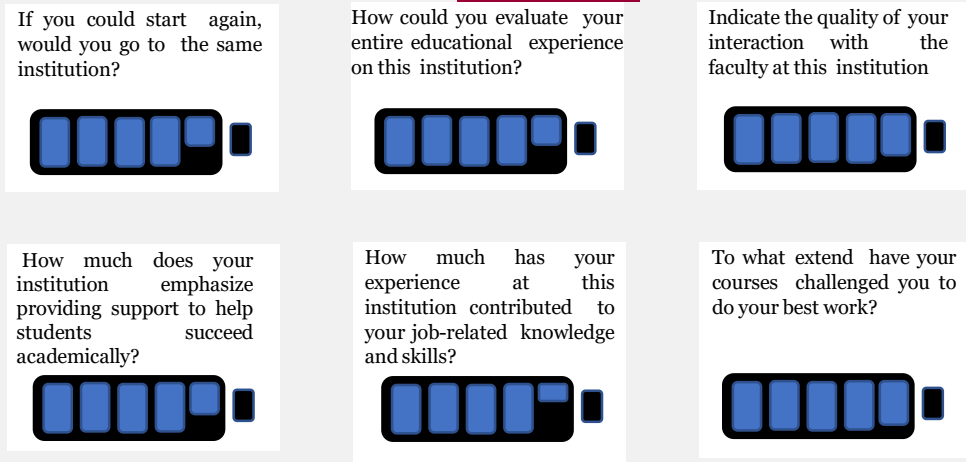 If you could start again,
would you go to the same
institution?
How could you evaluate your
entire educational experience
on this institution?
Indicate the quality of your
interaction with the
faculty at this institution
How much does your
institution emphasize
providing support to help
students succeed
academically?
How much has your
experience at this
institution contributed to
your job-related knowledge
and skills?
To what extend have your
courses challenged you to
do your best work?